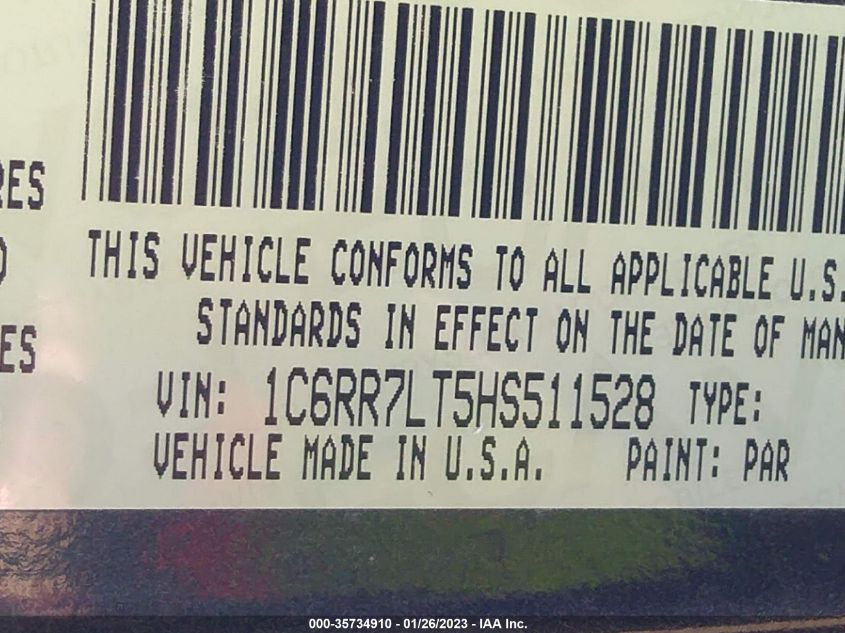 RES
THIS VEHICLE CONFORMS TO ALL APPLICABLE U.S.
STANDARDS IN EFFECT ON THE DATE OF MAN
ES
VIN: 1C6RR7LT5HS511528 TYPE:
VEHICLE MADE IN U.S.A. PAINT: PAR
000-35734910 - 01/26/2023 - IAA Inc.